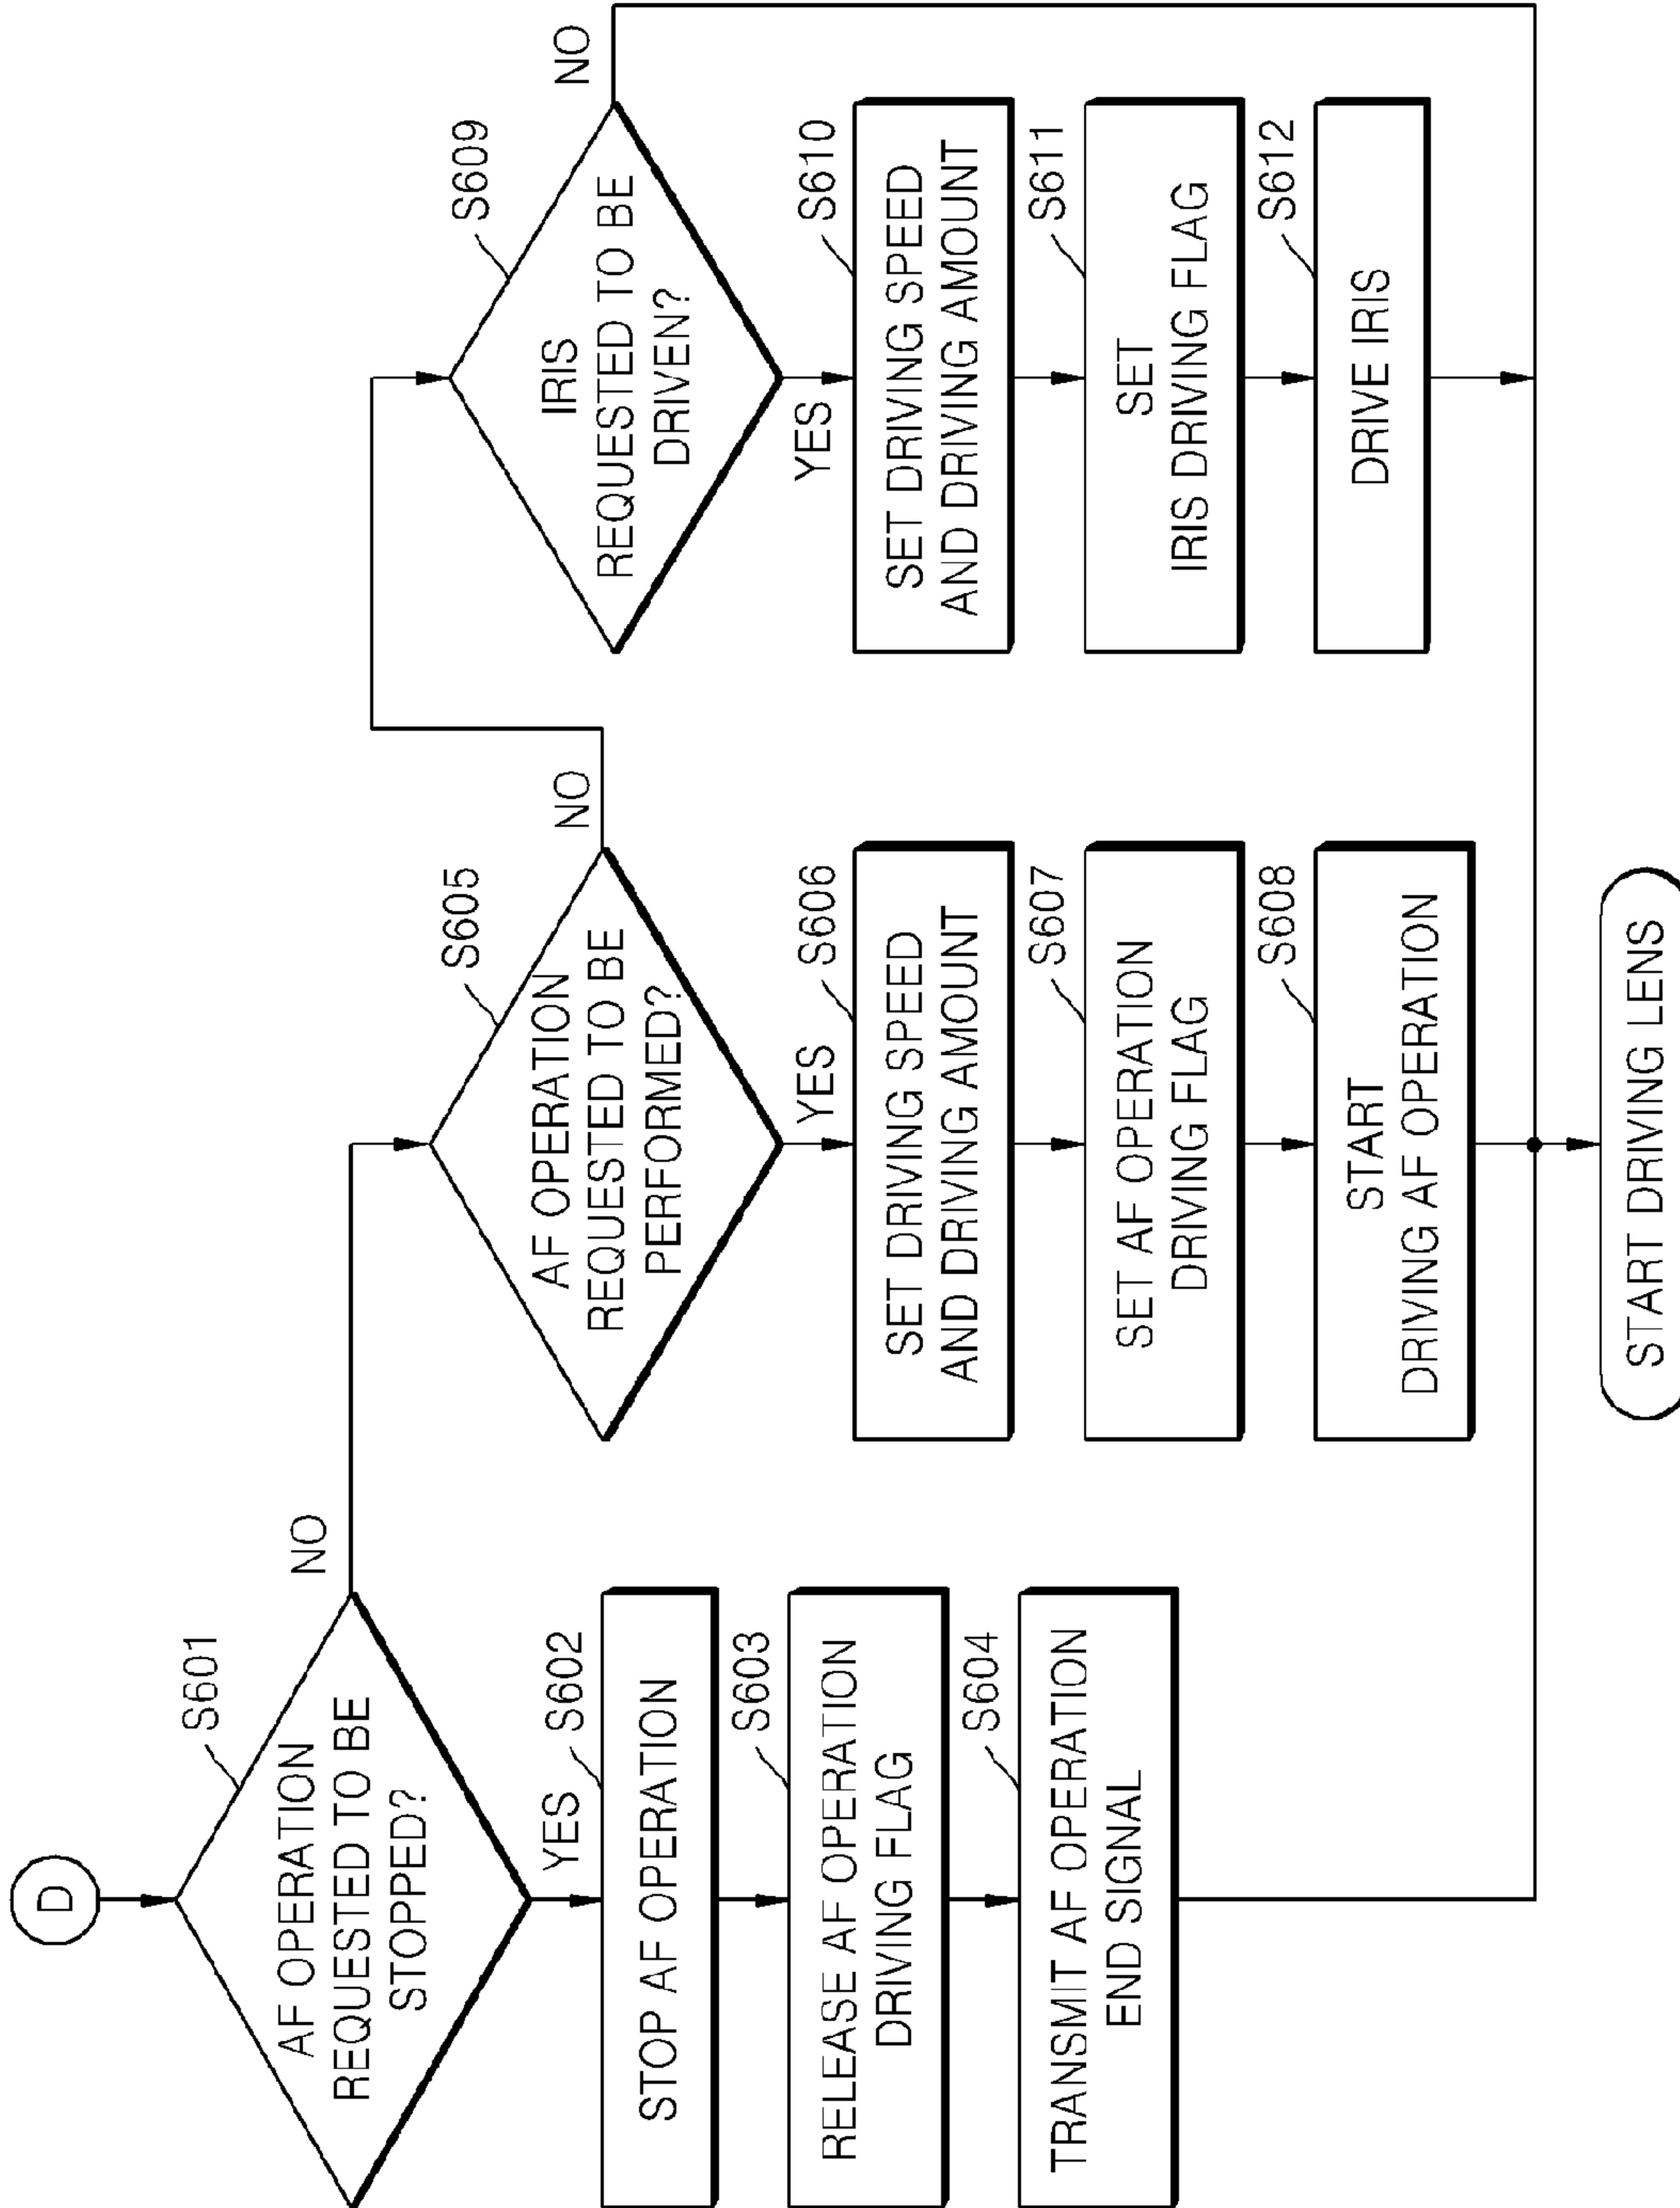 D
S601
AF OPERATION
REQUESTED TO BE
STOPPED?
NO
YES
S602
STOP AF OPERATION
S603
RELEASE AF OPERATION
DRIVING FLAG
S604
TRANSMIT AF OPERATION
END SIGNAL
S605
AF OPERATION
REQUESTED TO BE
PERFORMED?
NO
YES
S606
SET DRIVING SPEED
AND DRIVING AMOUNT
S607
SET AF OPERATION
DRIVING FLAG
S608
START
DRIVING AF OPERATION
S609
IRIS
REQUESTED TO BE
DRIVEN?
NO
YES
S610
SET DRIVING SPEED
AND DRIVING AMOUNT
S611
SET
IRIS DRIVING FLAG
S612
DRIVE IRIS
START DRIVING LENS